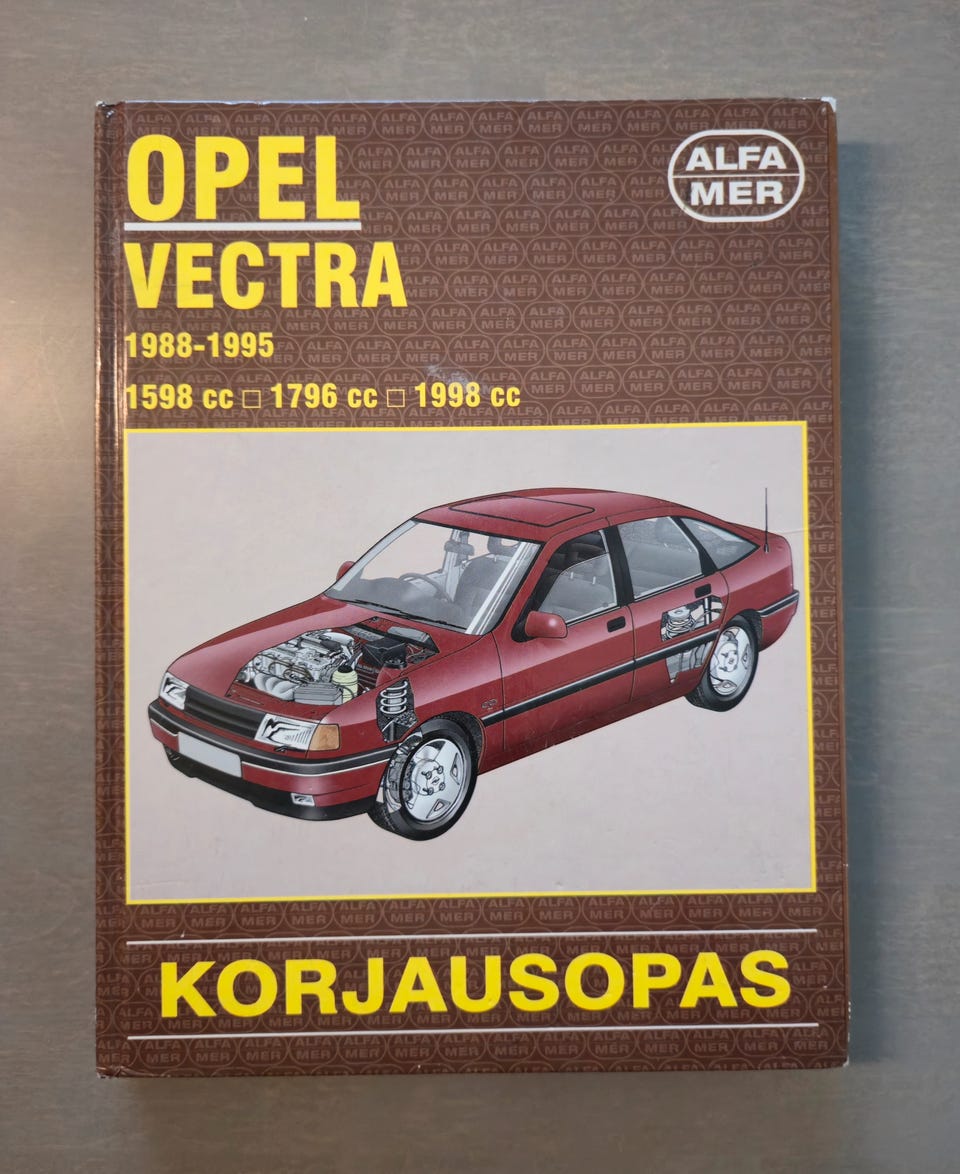 OPEL
ALFA
MER
VECTRA
1988-1995
1598 cc □ 1796 cc □ 1998 cc
KORJAUSOPAS